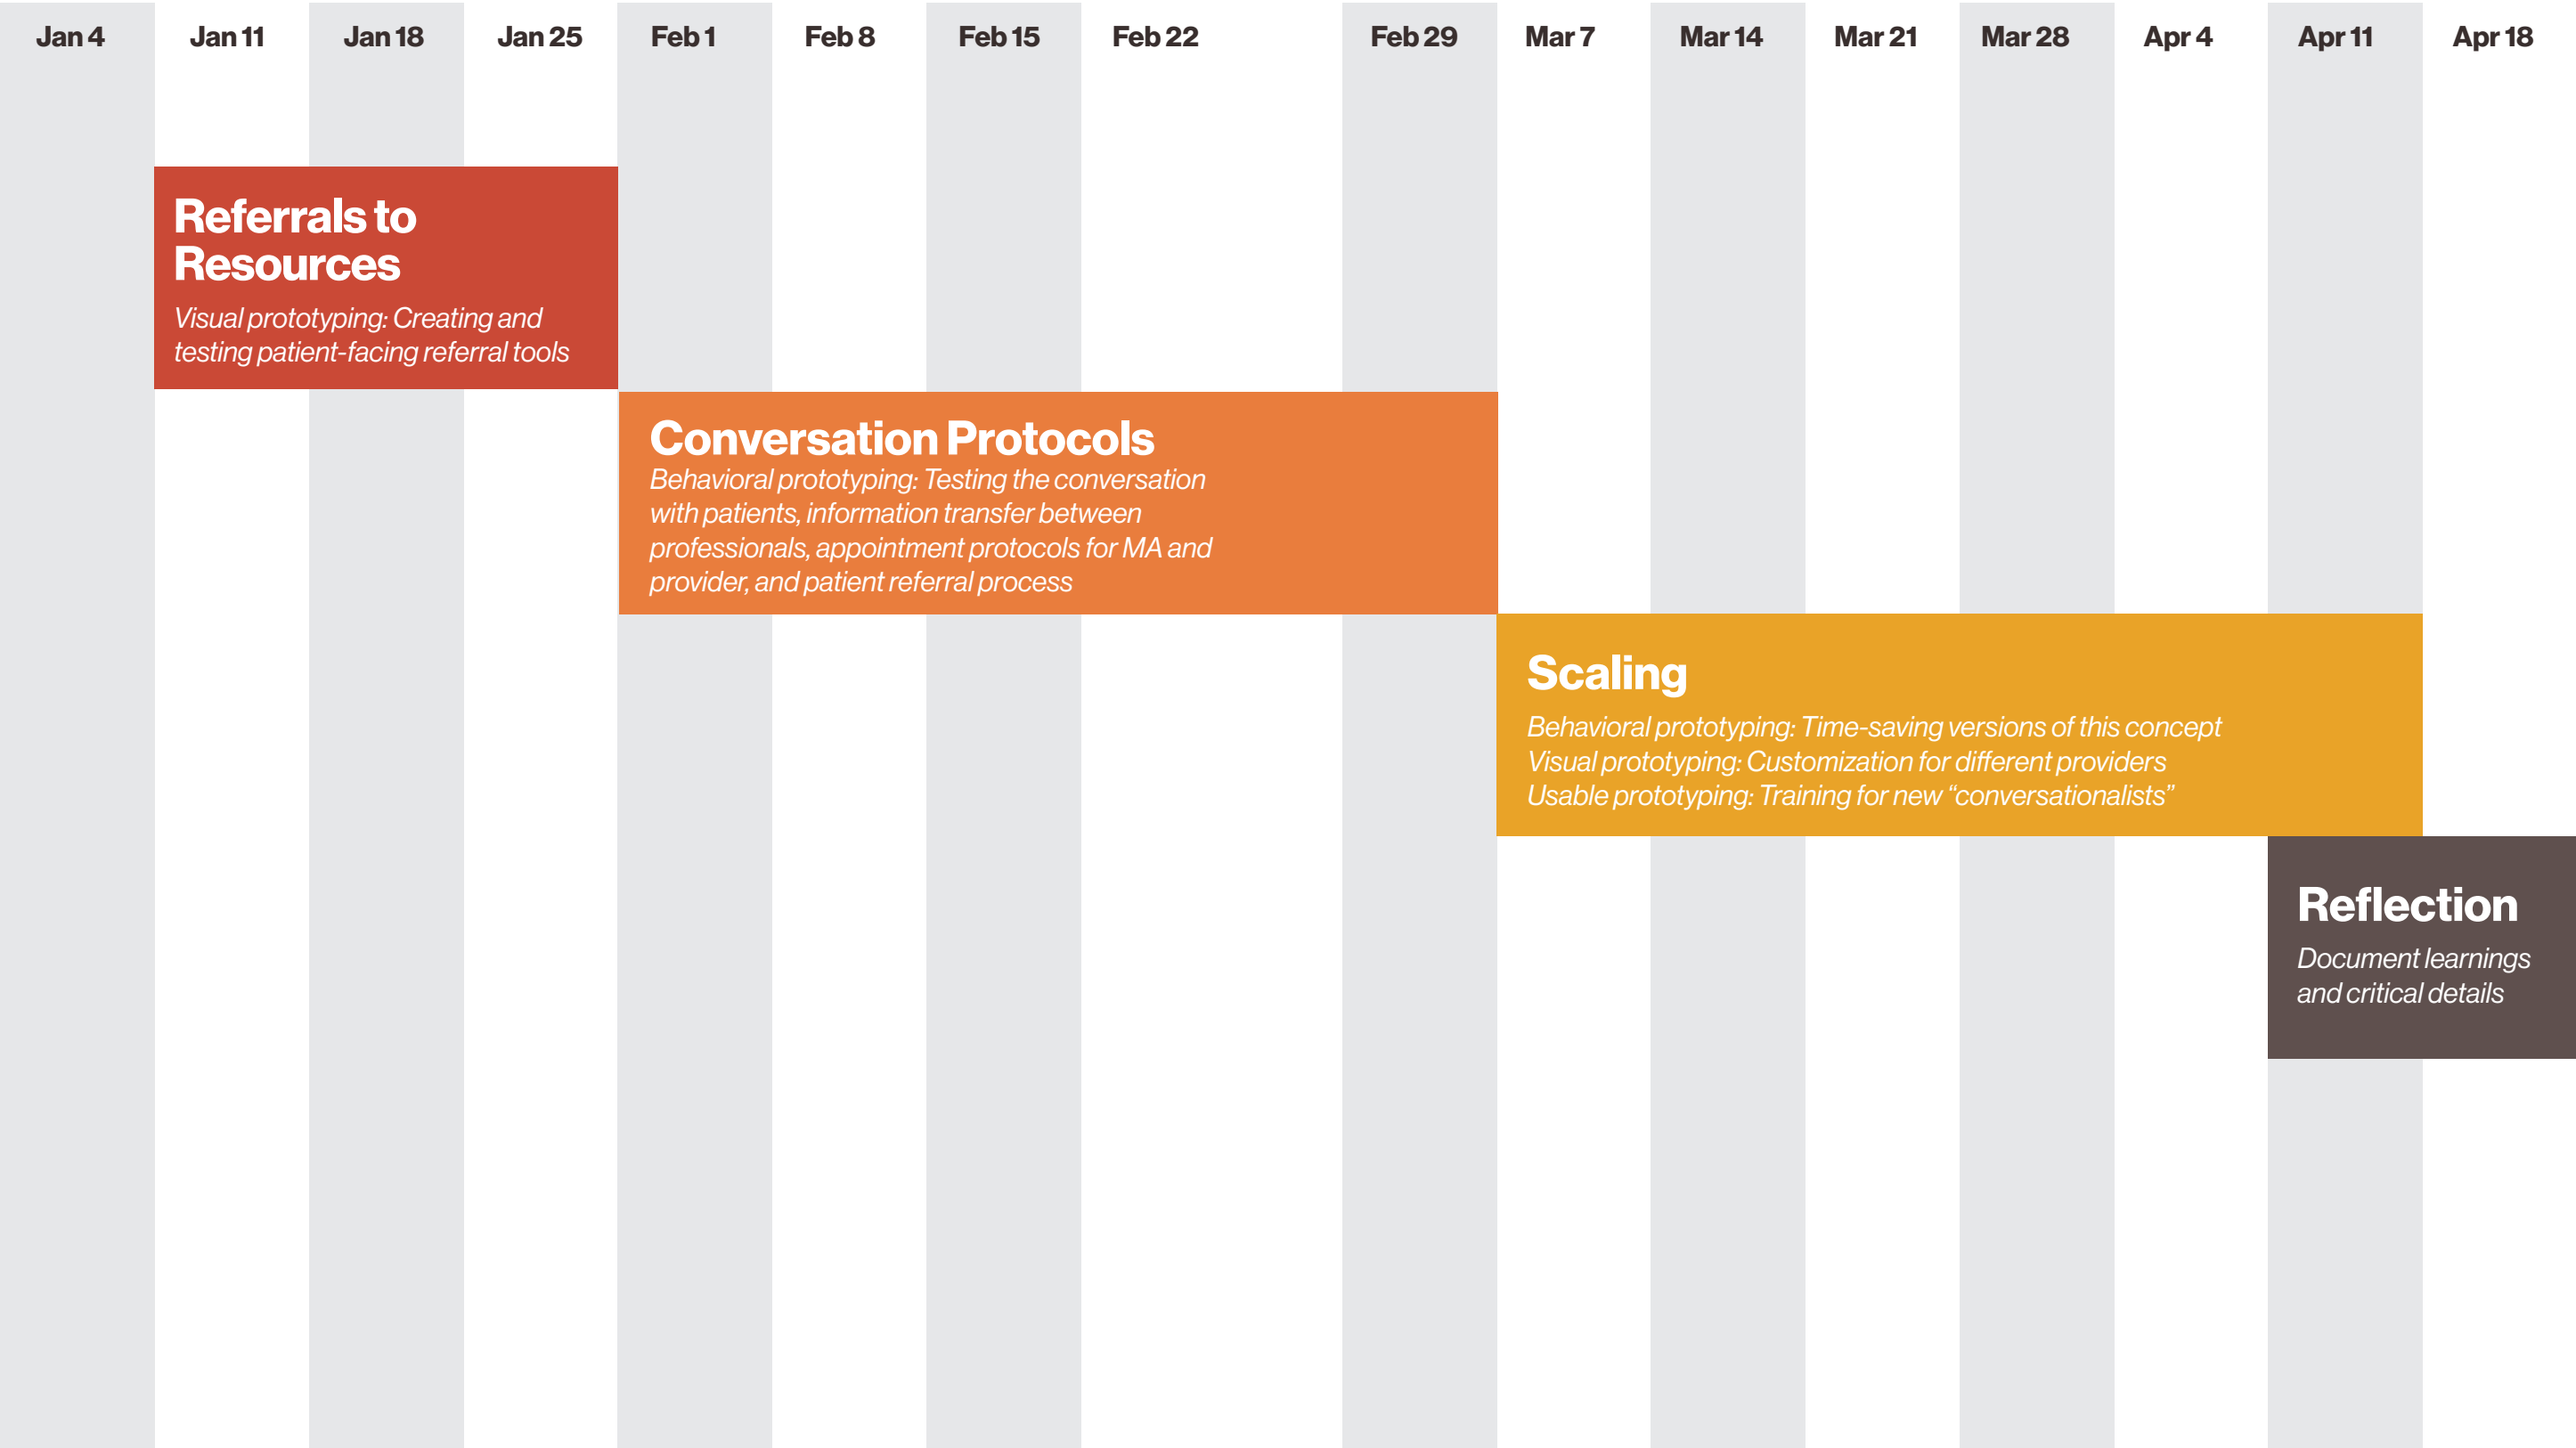 Jan 4 Jan 11 Jan 18 Jan 25 Feb 1 Feb 8 Feb 15 Feb 22 Feb 29 Mar 7 Mar 14 Mar 21 Mar 28 Apr 4 Apr 11 Apr 18
Referrals to
Resources
Visual prototyping: Creating and
testing patient-facing referral tools
Conversation Protocols
Behavioral prototyping: Testing the conversation
with patients, information transfer between
professionals, appointment protocols for MA and
provider, and patient referral process
Scaling
Behavioral prototyping: Time-saving versions of this concept
Visual prototyping: Customization for different providers
Usable prototyping: Training for new “conversationalists”
Reflection
Document learnings
and critical details